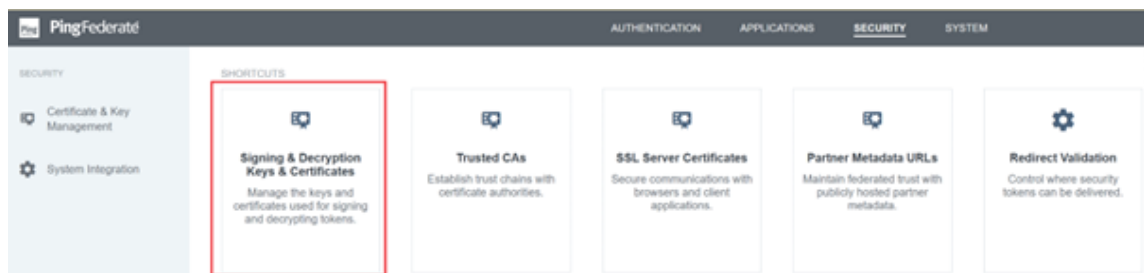 Ping PingFederate
AUTHENTICATION APPLICATIONS SECURITY SYSTEM
SECURITY
Certificate & Key
Management
System Integration
SHORTCUTS
Signing & Decryption
Keys & Certificates
Manage the keys and
certificates used for signing
and decrypting tokens.
Trusted CAs
Establish trust chains with
certificate authorities.
SSL Server Certificates
Secure communications with
browsers and client
applications.
Partner Metadata URLs
Maintain federated trust with
publicly hosted partner
metadata.
Redirect Validation
Control where security
tokens can be delivered.